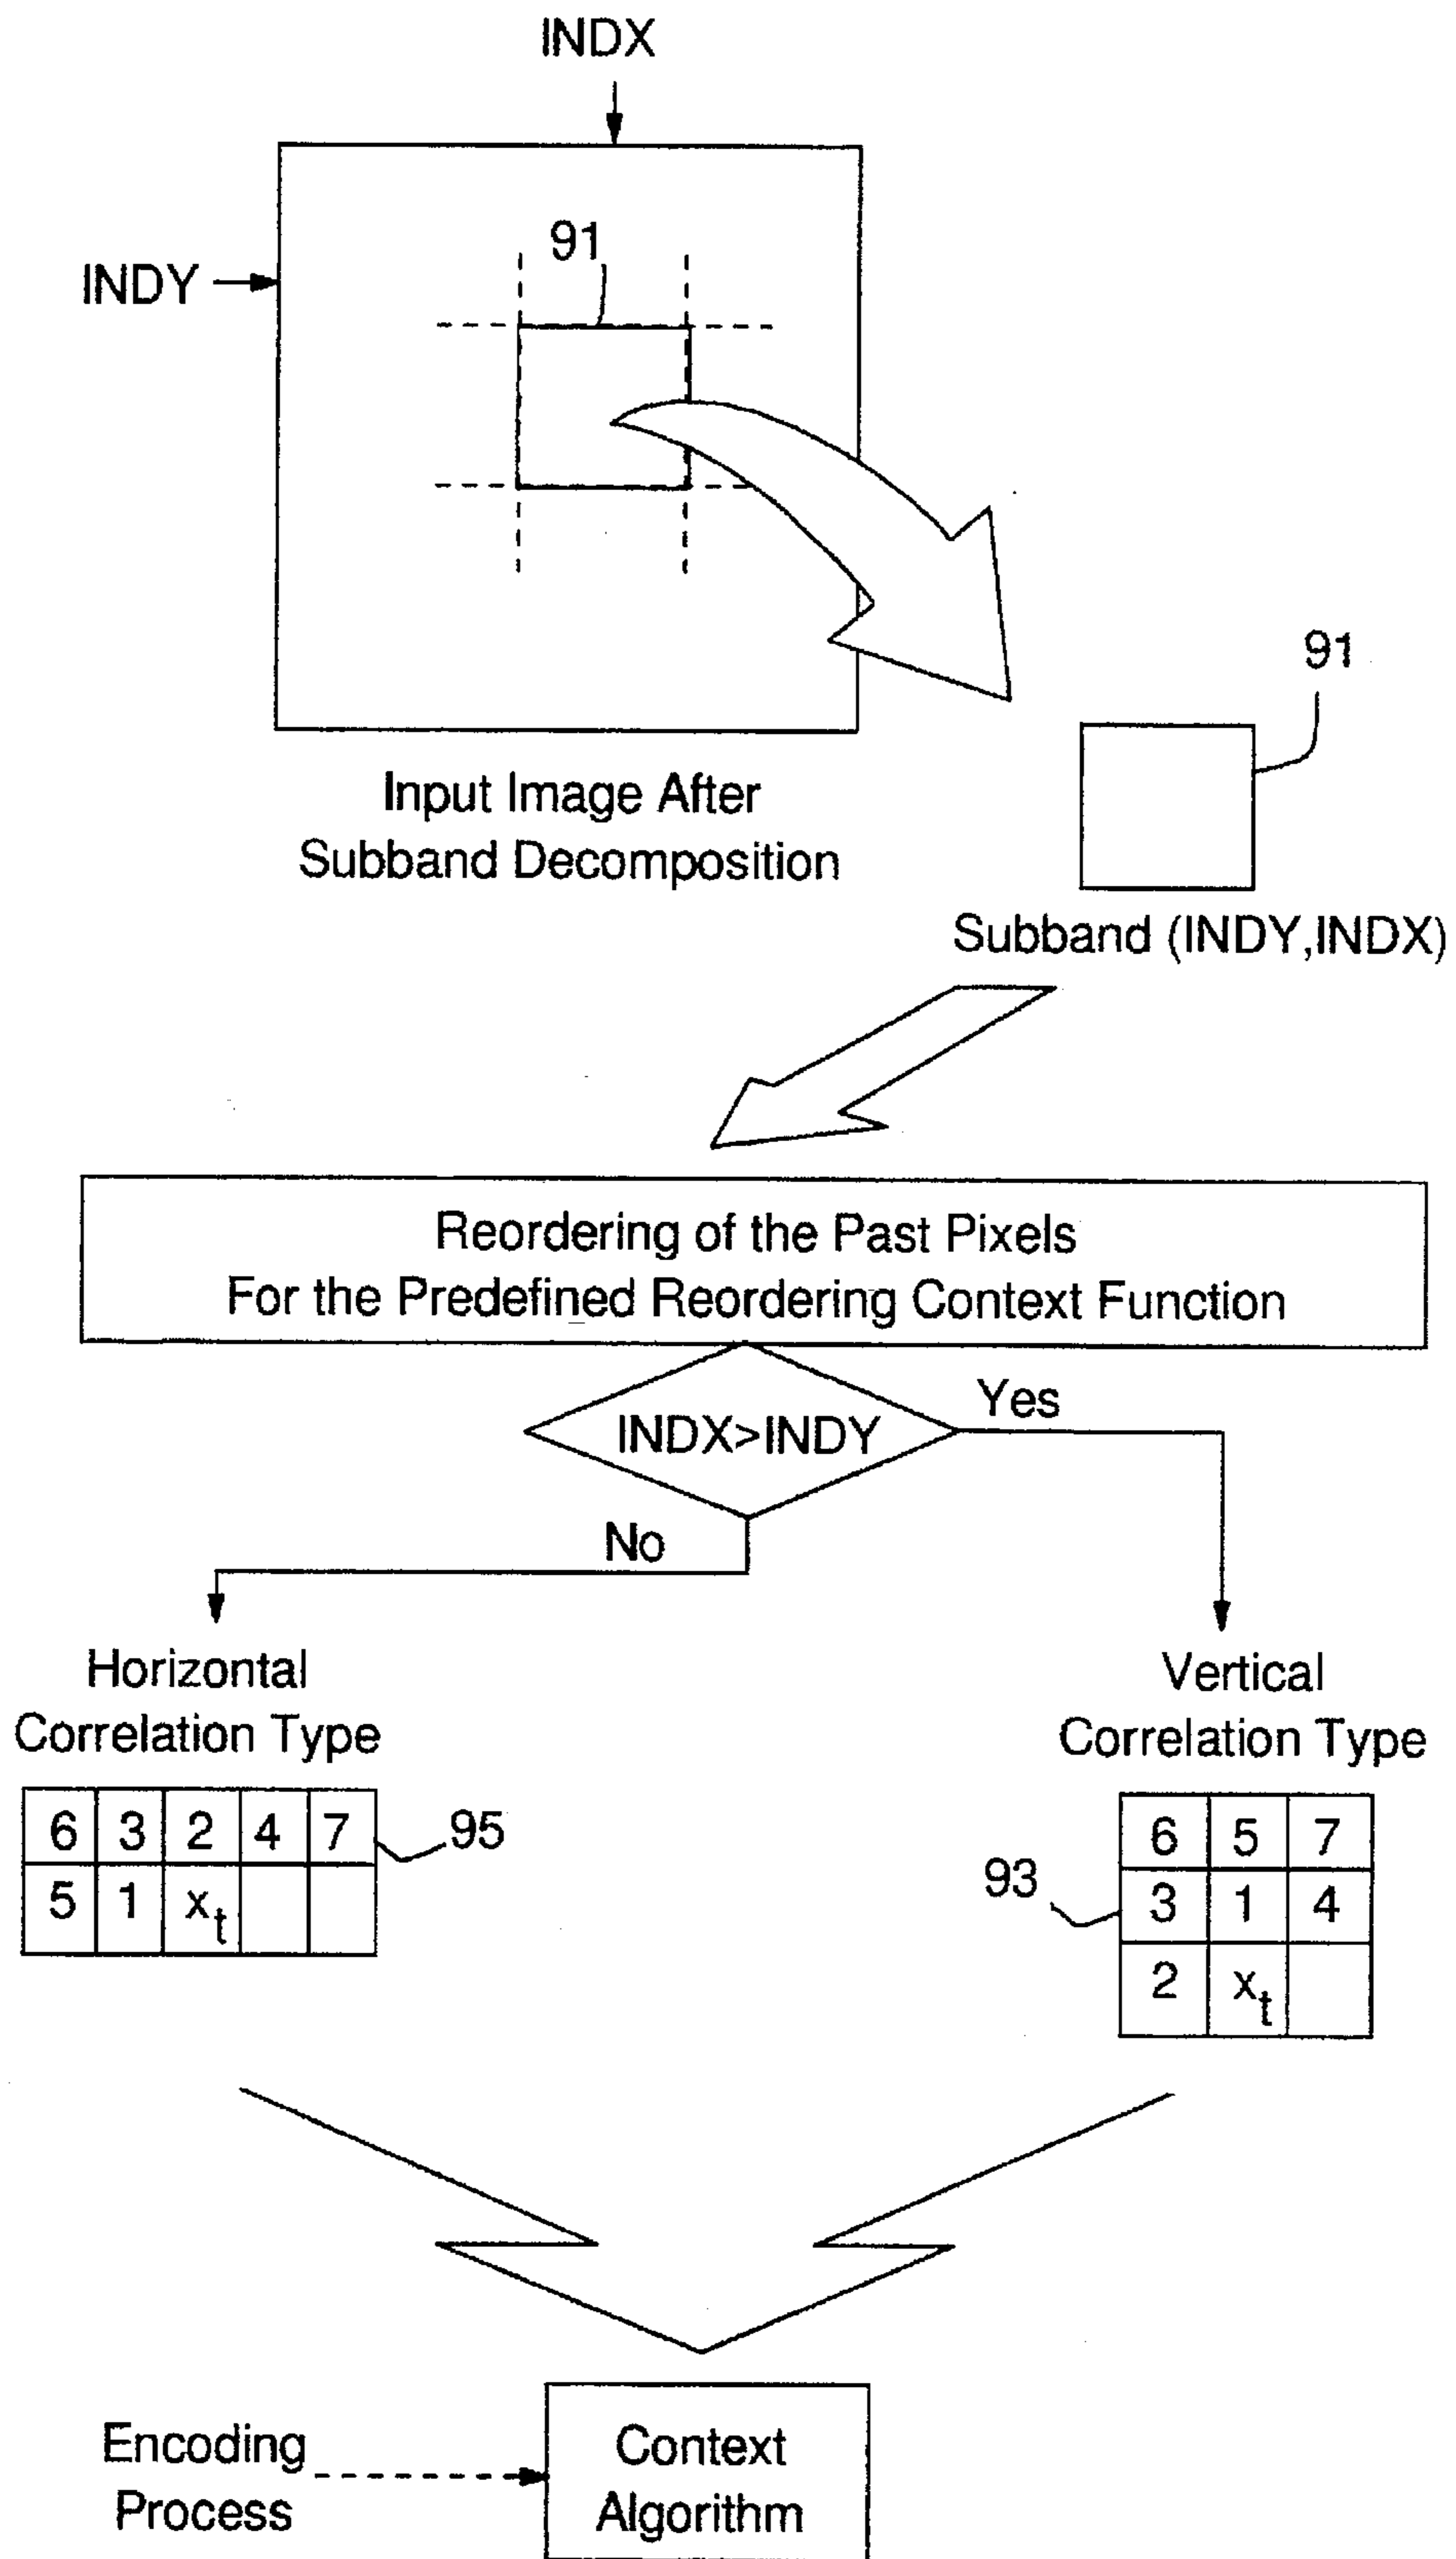 INDX
INDY
91
91
Input Image After
Subband Decomposition
Subband (INDY,INDX)
Reordering of the Past Pixels
For the Predefined Reordering Context Function
INDX>INDY
Yes
No
Horizontal
Correlation Type
6 3 2 4 7
5 1 xt
95
Vertical
Correlation Type
6 5 7
3 1 4
2 xt
93
Encoding
Process
Context
Algorithm